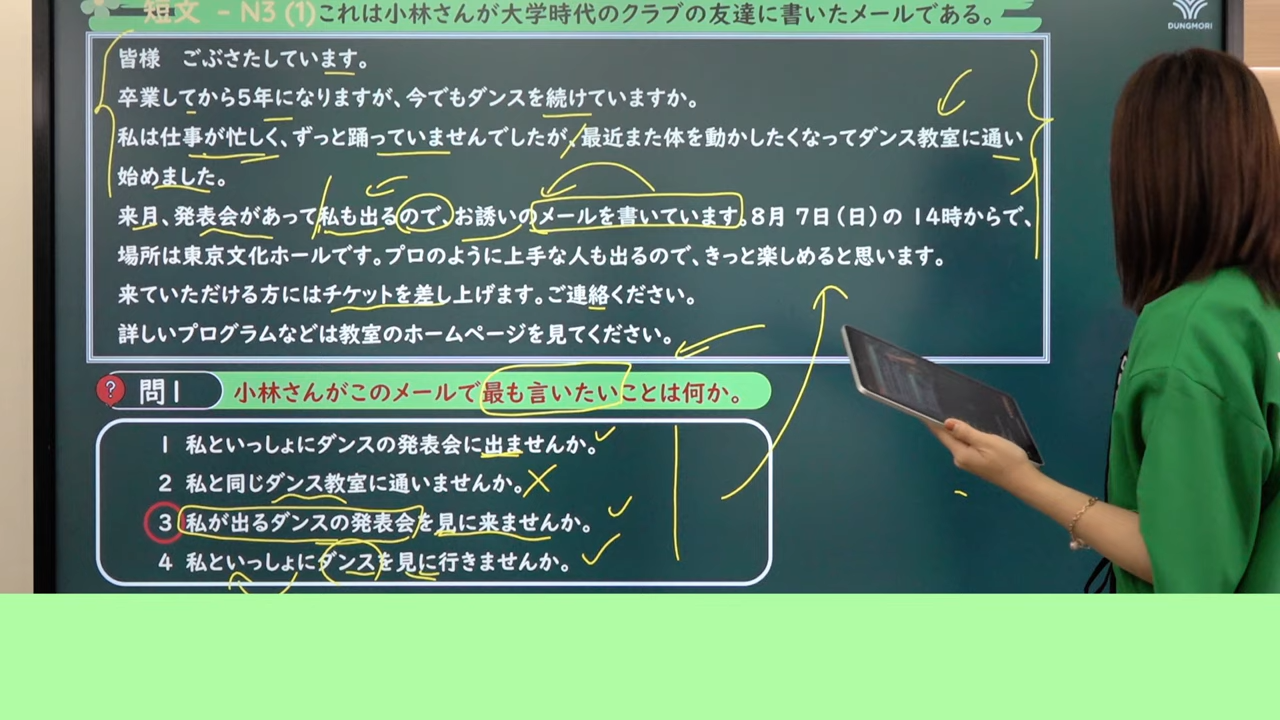 短文 - N3 (1) これは小林さんが大学時代のクラブの友達に書いたメールである。
DUNGMORI
皆様 ごぶさたしています。
卒業してから5年になりますが、今でもダンスを続けていますか。
私は仕事が忙しく、ずっと踊っていませんでしたが、最近また体を動かしたくなってダンス教室に通い
始めました。
来月、発表会があって私も出るので、お誘いのメールを書いています。8月 7日(日)の 14時からで、
場所は東京文化ホールです。プロのように上手な人も出るので、きっと楽しめると思います。
来ていただける方にはチケットを差し上げます。ご連絡ください。
詳しいプログラムなどは教室のホームページを見てください。
? 問1 小林さんがこのメールで最も言いたいことは何か。
1 私といっしょにダンスの発表会に出ませんか。
2 私と同じダンス教室に通いませんか。
3 私が出るダンスの発表会を見に来ませんか。
4 私といっしょにダンスを見に行きませんか。